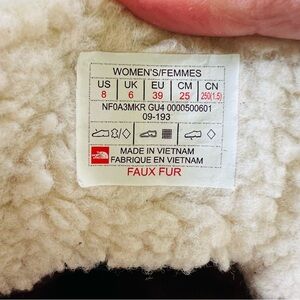 WOMEN'S/FEMMES
US UK EU CM CN
8 6 39 25 250(1.5)
NF0A3MKR GU4 0000500601
09-193
MADE IN VIETNAM
FABRIQUE EN VIETNAM
FAUX FUR